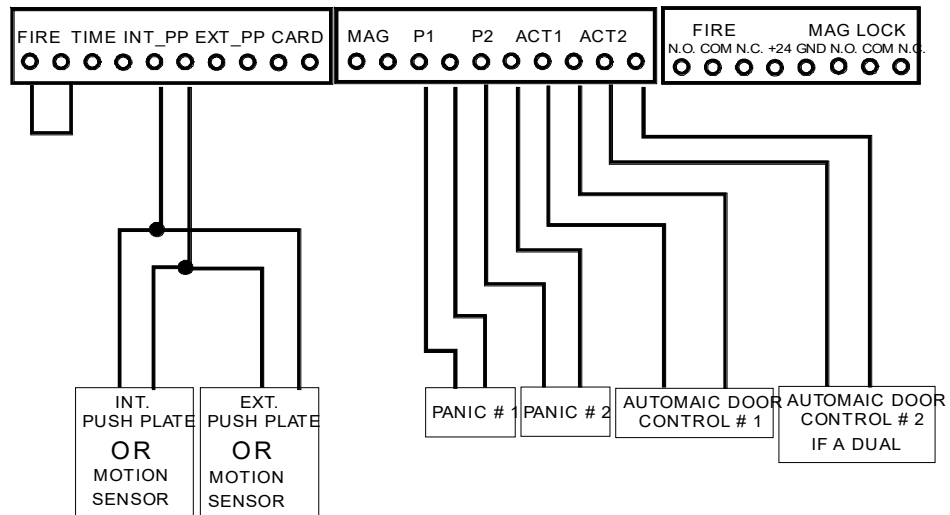 FIRE TIME INT_PP EXT_PP CARD
MAG P1 P2 ACT1 ACT2
FIRE MAG LOCK
N.O. COM N.C. +24 GND N.O. COM N.C.
INT.
PUSH PLATE
OR
MOTION
SENSOR
EXT.
PUSH PLATE
OR
MOTION
SENSOR
PANIC # 1
PANIC # 2
AUTOMAIC DOOR
CONTROL # 1
AUTOMAIC DOOR
CONTROL # 2
IF A DUAL